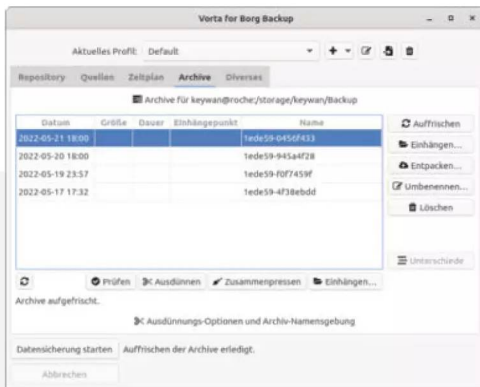 Vorta for Borg Backup
Aktuelles Profil: Default
Repository Quellen Zeitplan Archive Diverses
Archive für keywan@roche:/storage/keywan/Backup
Datum Größe Dauer Einhängepunkt Name
2022-05-21 18:00 1ede59-0456f433
2022-05-20 18:00 1ede59-945a4f28
2022-05-19 23:57 1ede59-f0f7459f
2022-05-17 17:32 1ede59-4f38ebdd
Auffrischen
Einhängen...
Entpacken...
Umbenennen...
Löschen
Unterschiede
Prüfen Ausdünnen Zusammenpressen Einhängen...
Archive aufgefrischt.
Ausdünnungs-Optionen und Archiv-Namensgebung
Datensicherung starten Auffrischen der Archive erledigt.
Abbrechen